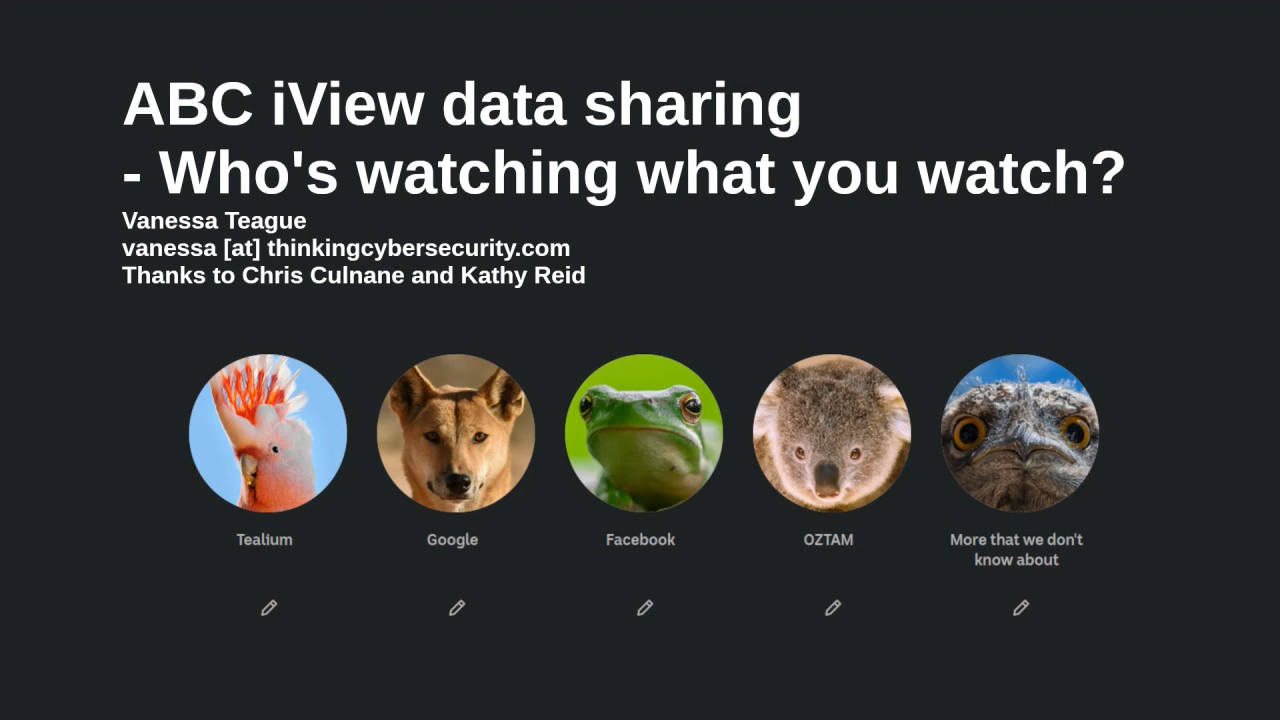 ABC iView data sharing
- Who's watching what you watch?
Vanessa Teague
vanessa [at] thinkingcybersecurity.com
Thanks to Chris Culnane and Kathy Reid
Tealium
Google
Facebook
OZTAM
More that we don't
know about